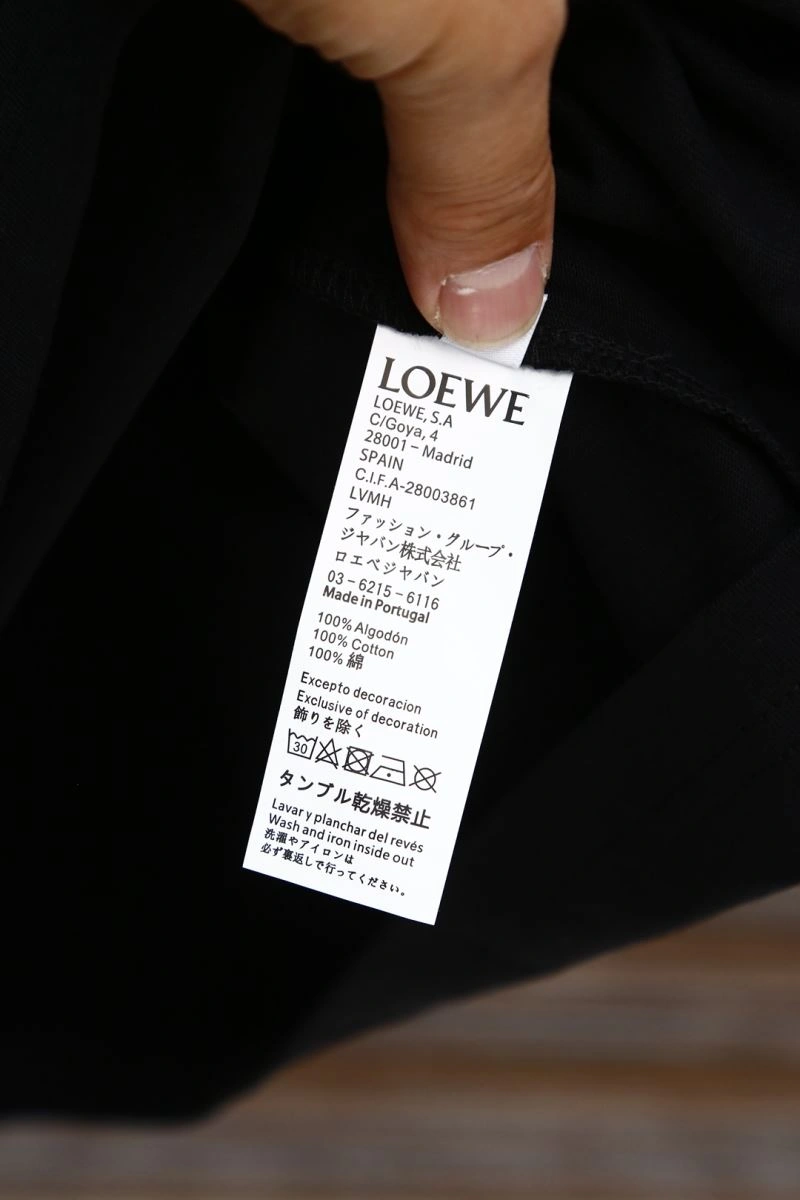 LOEWE
LOEWE, S.A
C/Goya, 4
28001 – Madrid
SPAIN
C.I.F.A-28003861
LVMH
ファッション・グループ・
ジャパン株式会社
ロエベジャパン
03 – 6215 – 6116
Made in Portugal
100% Algodón
100% Cotton
100% 綿
Excepto decoracion
Exclusive of decoration
飾りを除く
30
タンブル乾燥禁止
Lavar y planchar del revés
Wash and iron inside out
洗濯やアイロンは
必ず裏返しで行ってください。